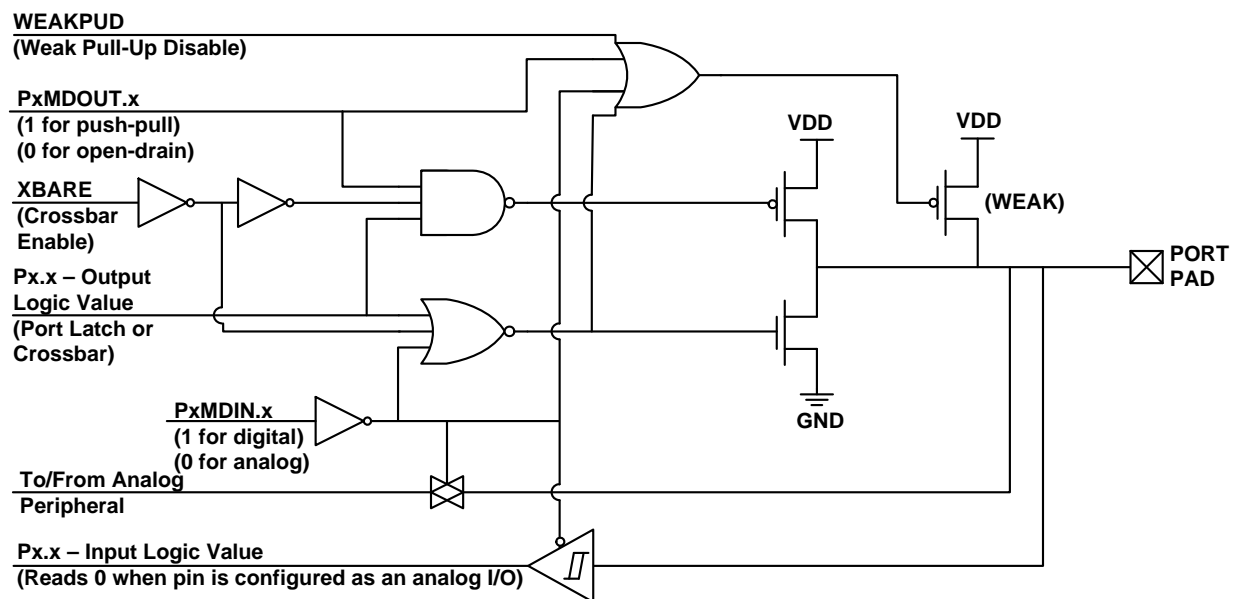 WEAKPUD
(Weak Pull-Up Disable)
PxMDOUT.x
(1 for push-pull)
(0 for open-drain)
XBARE
(Crossbar
Enable)
Px.x – Output
Logic Value
(Port Latch or
Crossbar)
PxMDIN.x
(1 for digital)
(0 for analog)
To/From Analog
Peripheral
Px.x – Input Logic Value
(Reads 0 when pin is configured as an analog I/O)
VDD
VDD
(WEAK)
PORT
PAD
GND